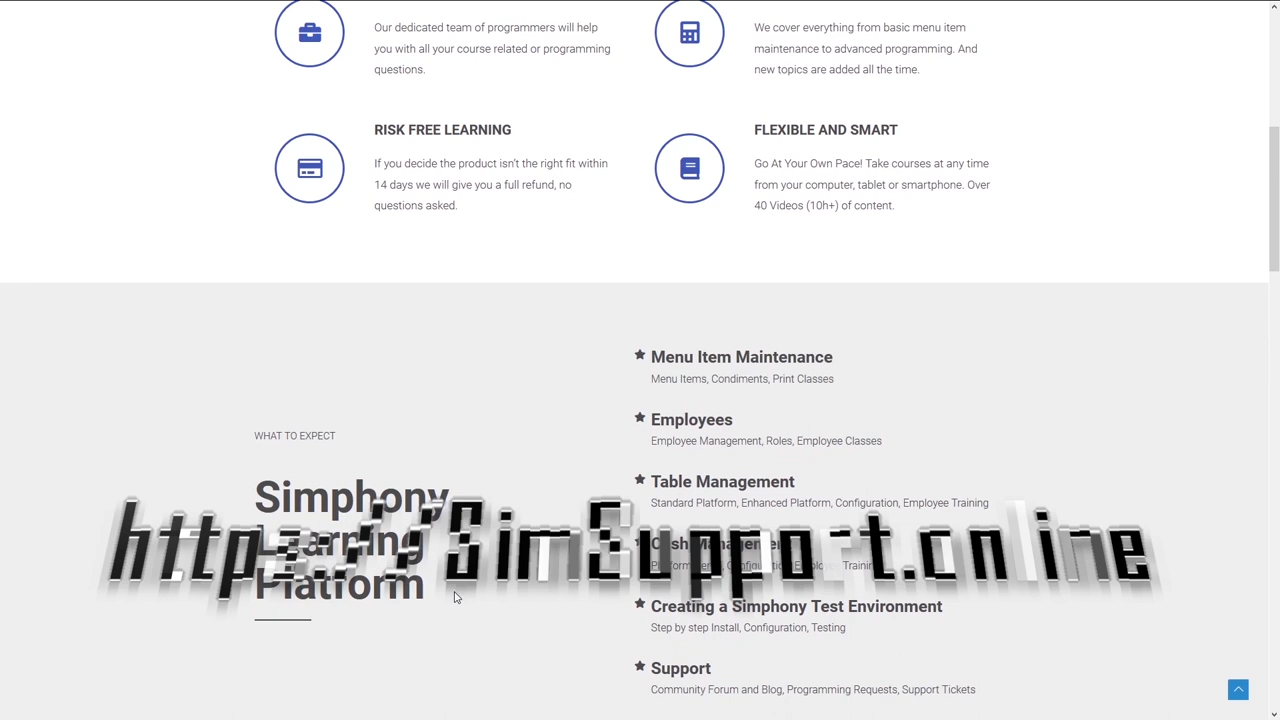 Our dedicated team of programmers will help
you with all your course related or programming
questions.
We cover everything from basic menu item
maintenance to advanced programming. And
new topics are added all the time.
RISK FREE LEARNING
If you decide the product isn't the right fit within
14 days we will give you a full refund, no
questions asked.
FLEXIBLE AND SMART
Go At Your Own Pace! Take courses at any time
from your computer, tablet or smartphone. Over
40 Videos (10h+) of content.
WHAT TO EXPECT
Simphony
Learning
Platform
Menu Item Maintenance
Menu Items, Condiments, Print Classes
Employees
Employee Management, Roles, Employee Classes
Table Management
Standard Platform, Enhanced Platform, Configuration, Employee Training
Cash Management
Creating a Simphony Test Environment
Step by step Install, Configuration, Testing
Support
Community Forum and Blog, Programming Requests, Support Tickets
https://SimSupport.online